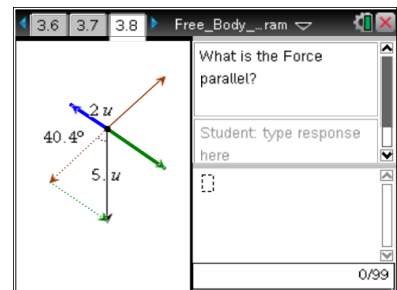 3.6 3.7 3.8 Free_Body_...ram
What is the Force
parallel?
2 u
40.4°
5. u
Student: type response
here
0/99